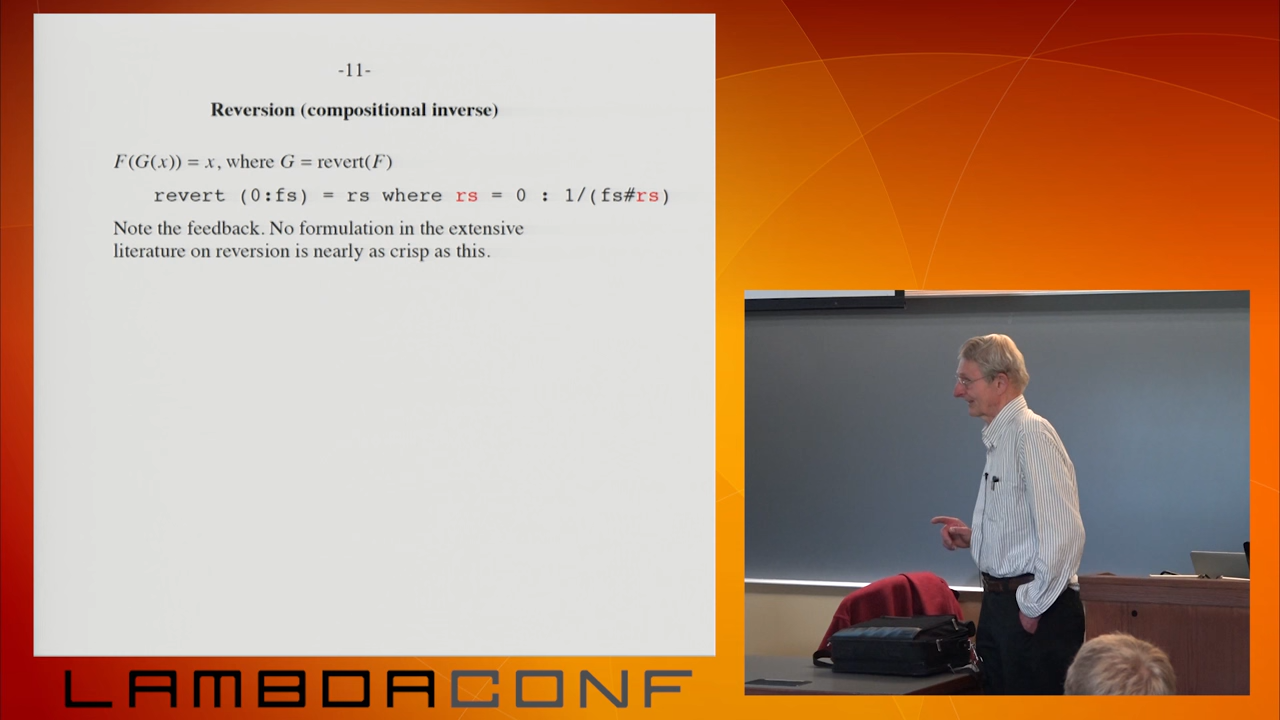 -11-
Reversion (compositional inverse)
F(G(x)) = x, where G = revert(F)
revert (0:fs) = rs where rs = 0 : 1/(fs#rs)
Note the feedback. No formulation in the extensive
literature on reversion is nearly as crisp as this.
LAMBDACONF